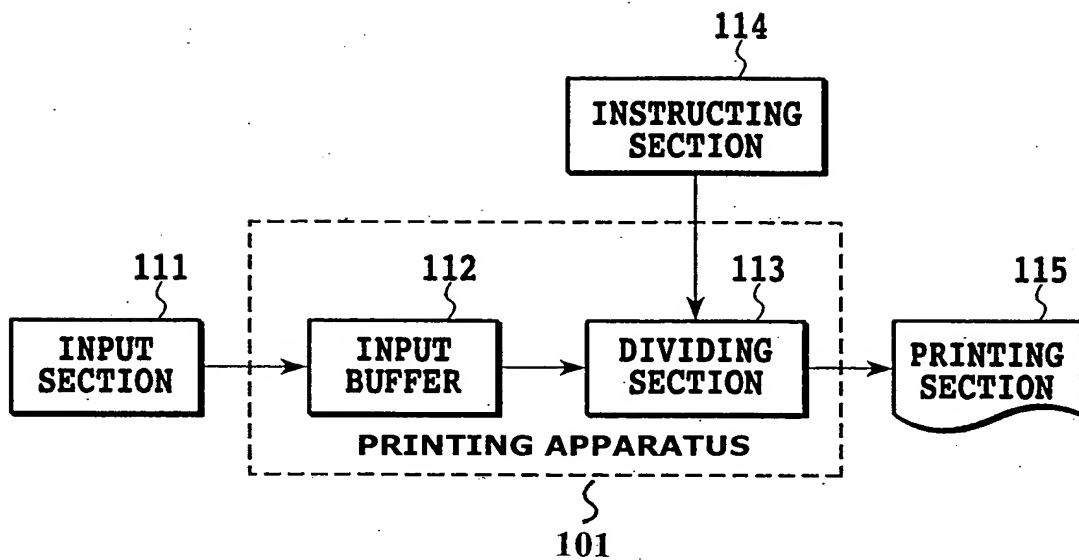 114
INSTRUCTING
SECTION
111
112
113
115
INPUT
SECTION
INPUT
BUFFER
DIVIDING
SECTION
PRINTING
SECTION
PRINTING APPARATUS
101